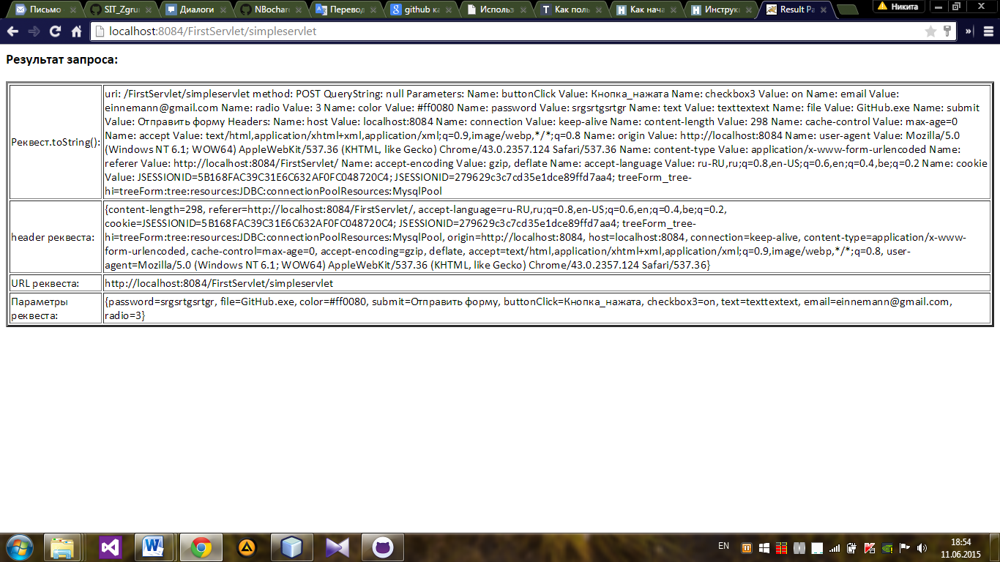 Письмо
SIT_Zgru
Диалоги
NBochar
Перевод
github ка
Использ
Как поль
Как нача
Инструк
Result Pa
Никита
localhost:8084/FirstServlet/simpleservlet
Результат запроса:
Реквест.toString():
uri: /FirstServlet/simpleservlet method: POST QueryString: null Parameters: Name: buttonClick Value: Кнопка_нажата Name: checkbox3 Value: on Name: email Value:
einnemann@gmail.com Name: radio Value: 3 Name: color Value: #ff0080 Name: password Value: srgsrtgsrtgr Name: text Value: texttextext Name: file Value: GitHub.exe Name: submit
Value: Отправить форму Headers: Name: host Value: localhost:8084 Name: connection Value: keep-alive Name: content-length Value: 298 Name: cache-control Value: max-age=0
Name: accept Value: text/html,application/xhtml+xml,application/xml;q=0.9,image/webp,*/*;q=0.8 Name: origin Value: http://localhost:8084 Name: user-agent Value: Mozilla/5.0
(Windows NT 6.1; WOW64) AppleWebKit/537.36 (KHTML, like Gecko) Chrome/43.0.2357.124 Safari/537.36 Name: content-type Value: application/x-www-form-urlencoded Name:
referer Value: http://localhost:8084/FirstServlet/ Name: accept-encoding Value: gzip, deflate Name: accept-language Value: ru-RU,ru;q=0.8,en-US;q=0.6,en;q=0.4,be;q=0.2 Name: cookie
Value: JSESSIONID=5B168FAC39C31E6C632AF0FC048720C4; JSESSIONID=279629c3c7cd35e1dce89ffd7aa4; treeForm_tree-
hi=treeForm:tree:resources:JDBC:connectionPoolResources:MysqlPool
header реквеста:
{content-length=298, referer=http://localhost:8084/FirstServlet/, accept-language=ru-RU,ru;q=0.8,en-US;q=0.6,en;q=0.4,be;q=0.2,
cookie=JSESSIONID=5B168FAC39C31E6C632AF0FC048720C4; JSESSIONID=279629c3c7cd35e1dce89ffd7aa4; treeForm_tree-
hi=treeForm:tree:resources:JDBC:connectionPoolResources:MysqlPool, origin=http://localhost:8084, host=localhost:8084, connection=keep-alive, content-type=application/x-www-
form-urlencoded, cache-control=max-age=0, accept-encoding=gzip, deflate, accept=text/html,application/xhtml+xml,application/xml;q=0.9,image/webp,*/*;q=0.8, user-
agent=Mozilla/5.0 (Windows NT 6.1; WOW64) AppleWebKit/537.36 (KHTML, like Gecko) Chrome/43.0.2357.124 Safari/537.36}
URL реквеста:
http://localhost:8084/FirstServlet/simpleservlet
Параметры
реквеста:
{password=srgsrtgsrtgr, file=GitHub.exe, color=#ff0080, submit=Отправить форму, buttonClick=Кнопка_нажата, checkbox3=on, text=texttextext, email=einnemann@gmail.com,
radio=3}
EN
18:54
11.06.2015